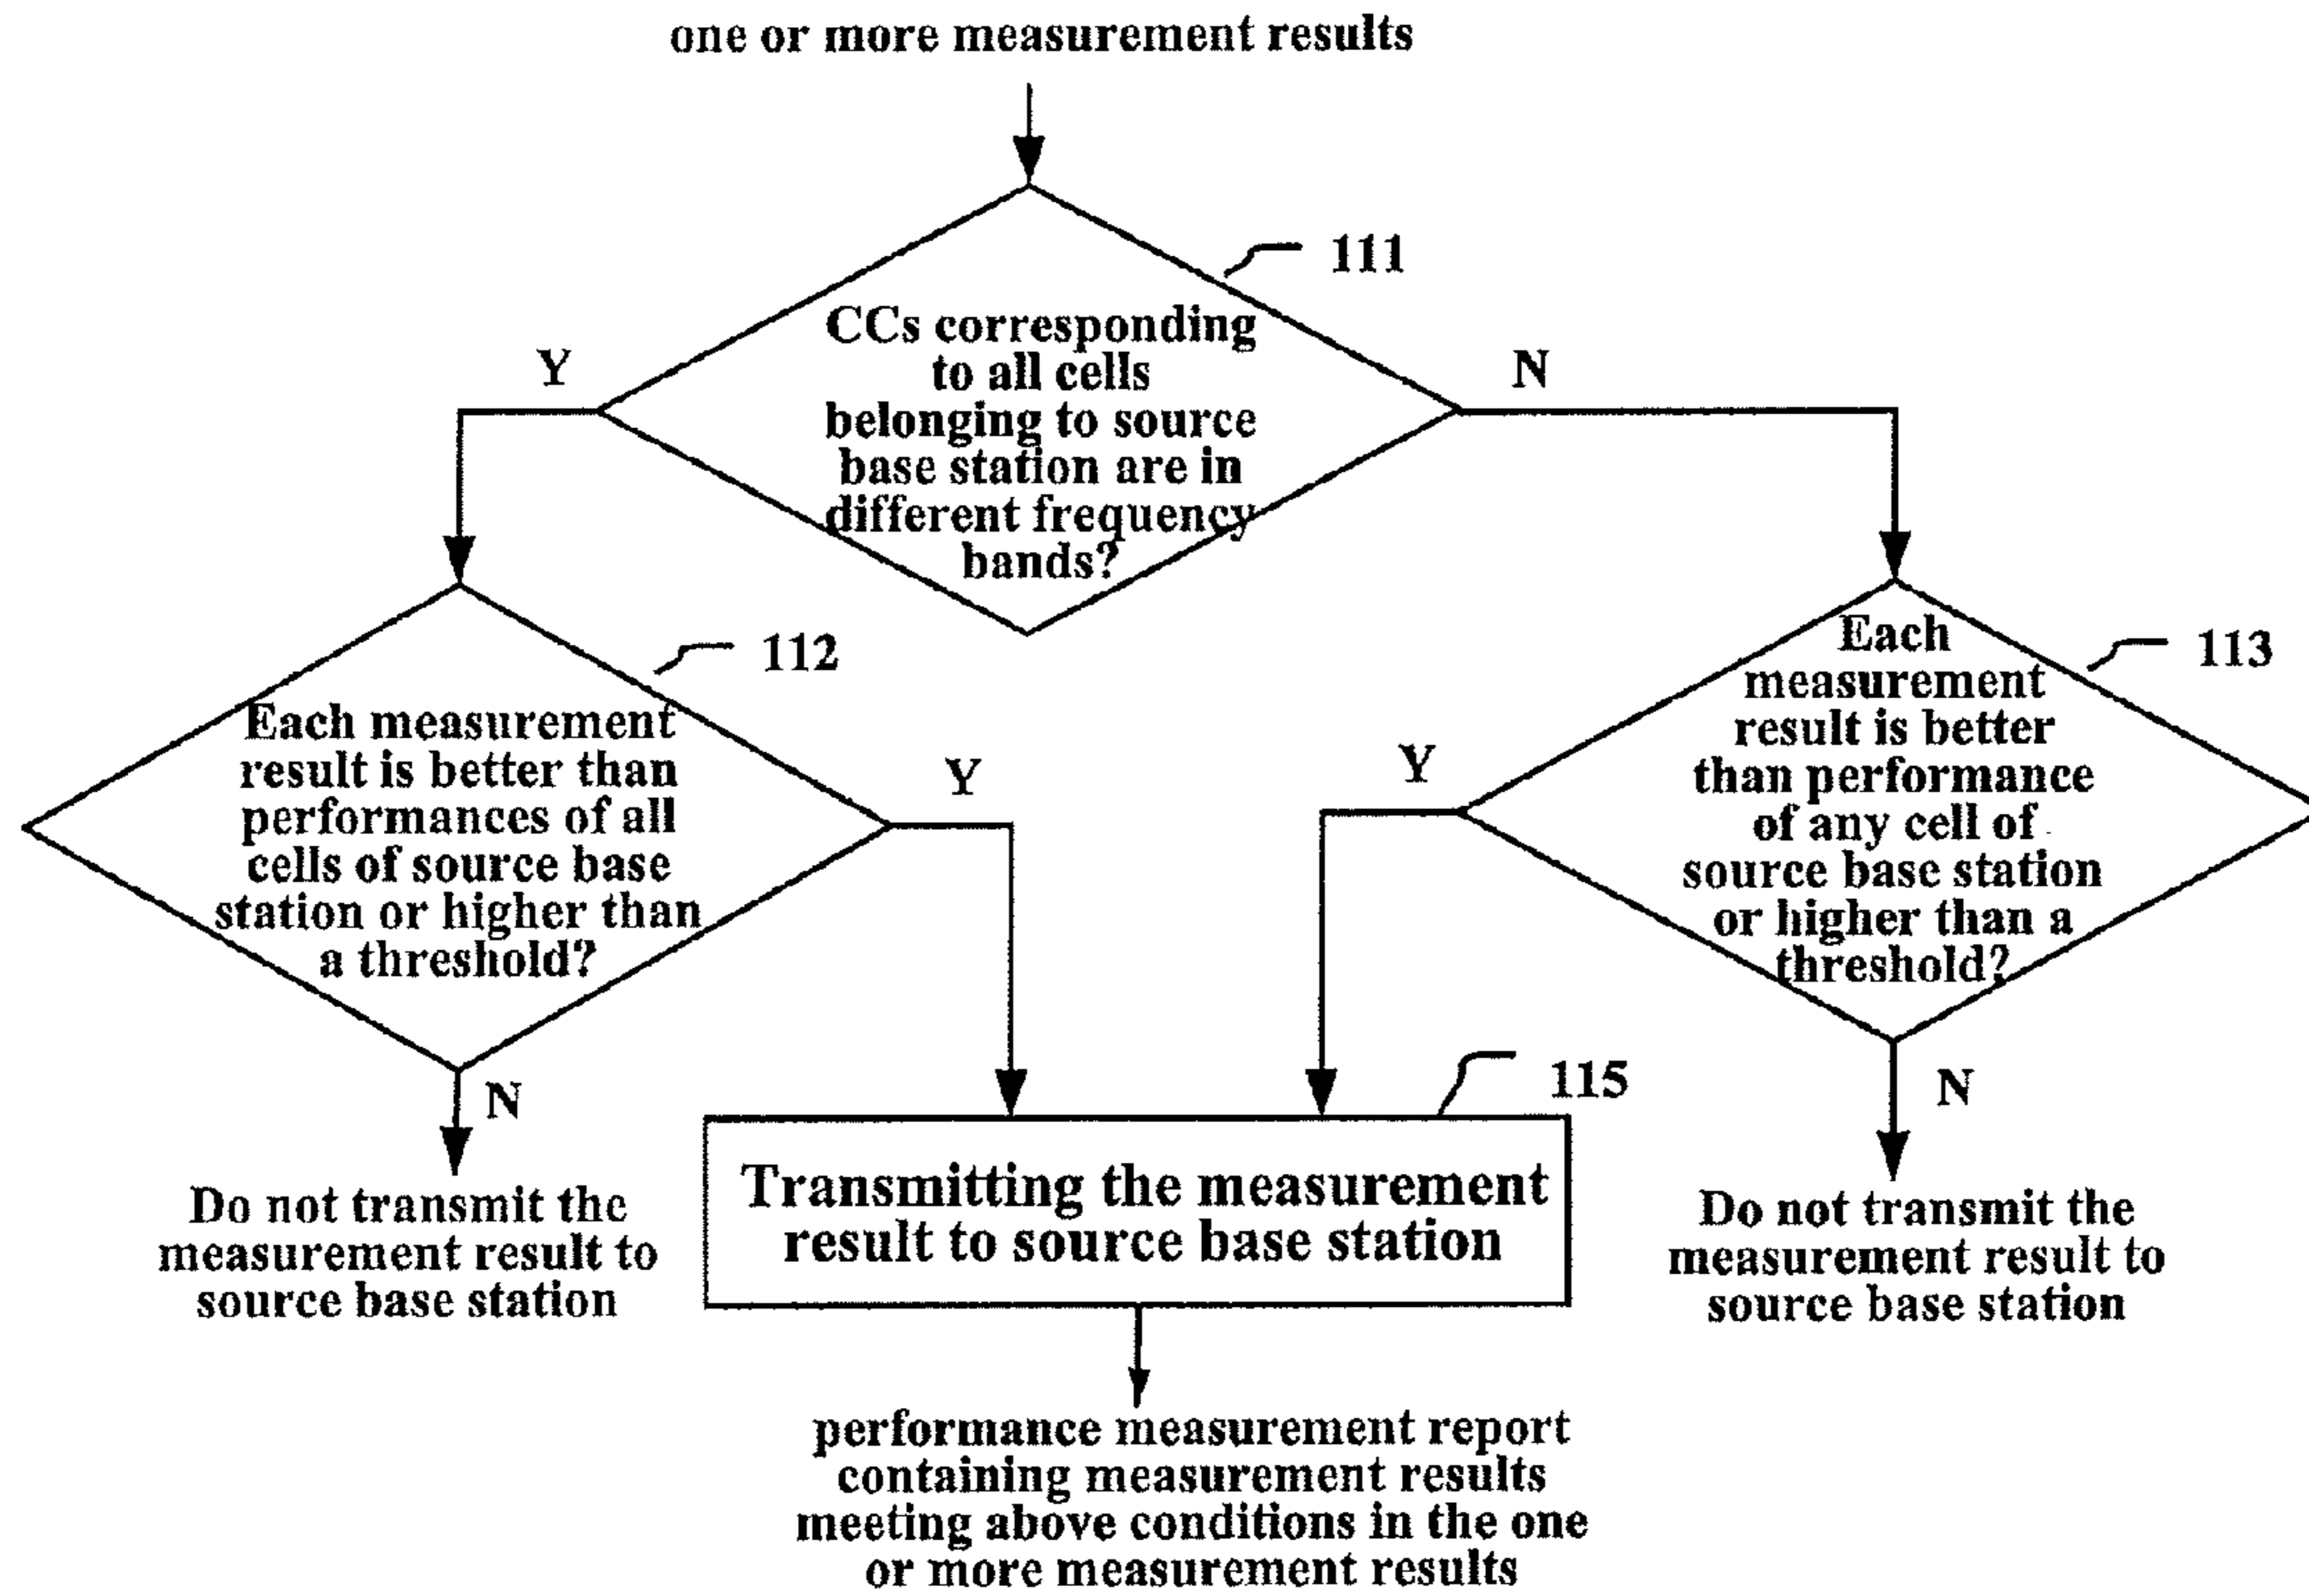 one or more measurement results
111
CCs corresponding
to all cells
belonging to source
base station are in
different frequency
bands?
Y
N
112
Each measurement
result is better than
performances of all
cells of source base
station or higher than
a threshold?
Y
N
113
Each
measurement
result is better
than performance
of any cell of
source base station
or higher than a
threshold?
Y
N
115
Transmitting the measurement
result to source base station
Do not transmit the
measurement result to
source base station
Do not transmit the
measurement result to
source base station
performance measurement report
containing measurement results
meeting above conditions in the one
or more measurement results